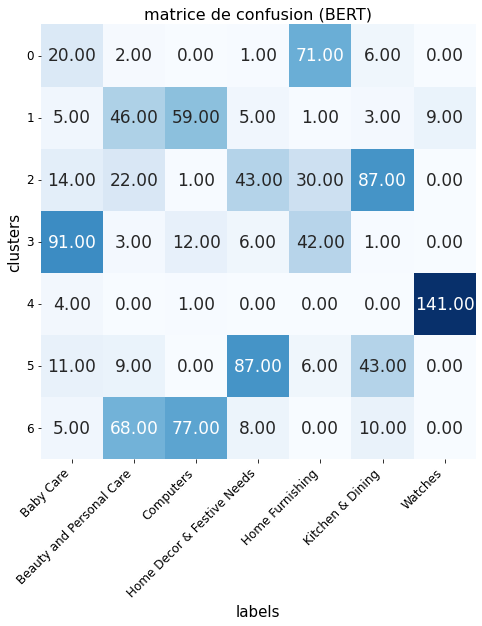 matrice de confusion (BERT)
0 20.00 2.00 0.00 1.00 71.00 6.00 0.00
1 5.00 46.00 59.00 5.00 1.00 3.00 9.00
2 14.00 22.00 1.00 43.00 30.00 87.00 0.00
3 91.00 3.00 12.00 6.00 42.00 1.00 0.00
4 4.00 0.00 1.00 0.00 0.00 0.00 141.00
5 11.00 9.00 0.00 87.00 6.00 43.00 0.00
6 5.00 68.00 77.00 8.00 0.00 10.00 0.00
clusters
Baby Care
Beauty and Personal Care
Computers
Home Decor & Festive Needs
Home Furnishing
Kitchen & Dining
Watches
labels